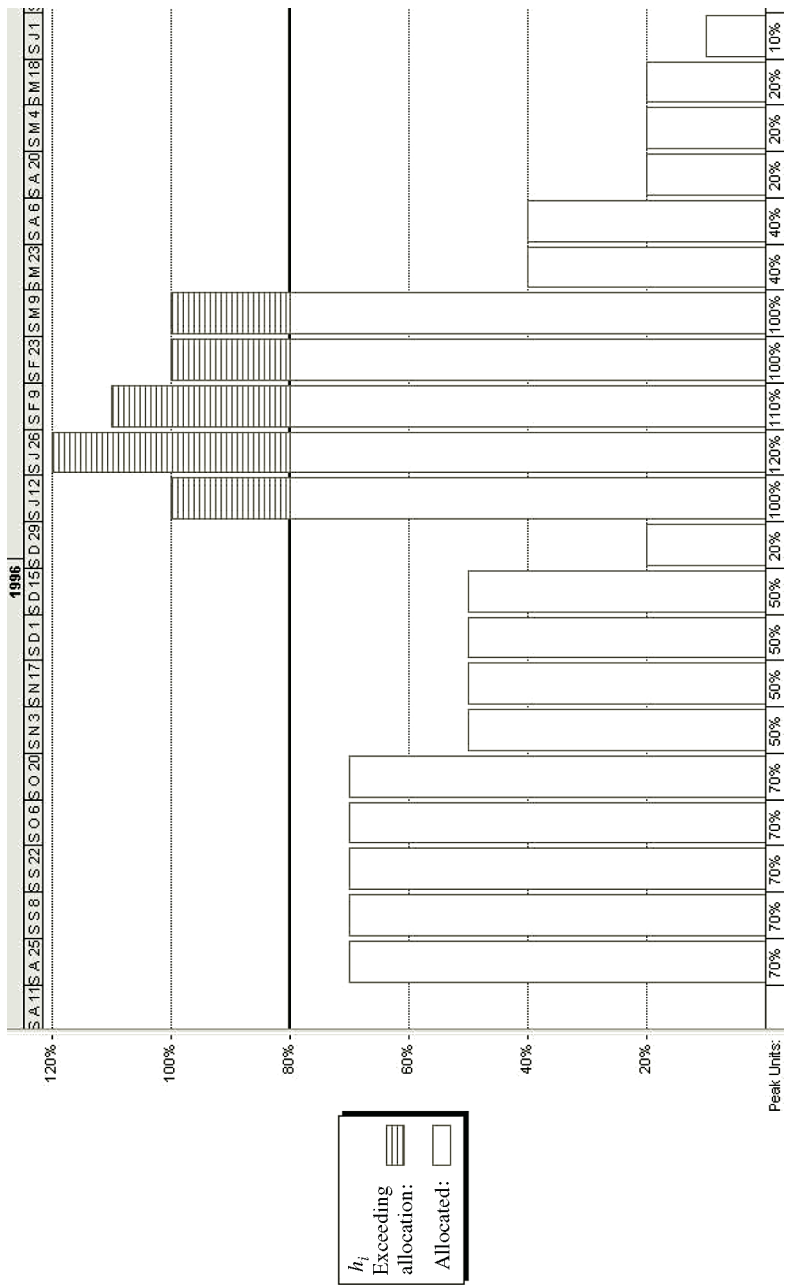 1996
S A 11 S A 25 S S 8 S S 22 S O 6 S O 20 S N 3 S N 17 S D 1 S D 15 S D 29 S J 12 S J 26 S F 9 S F 23 S M 9 S M 23 S A 6 S A 20 S M 4 S M 18 S J 1
120%
100%
80%
60%
40%
20%
Peak Units: 70% 70% 70% 70% 70% 50% 50% 50% 50% 20% 100% 120% 110% 100% 100% 40% 40% 20% 20% 20% 10%
hᵢ
Exceeding
allocation:
Allocated: